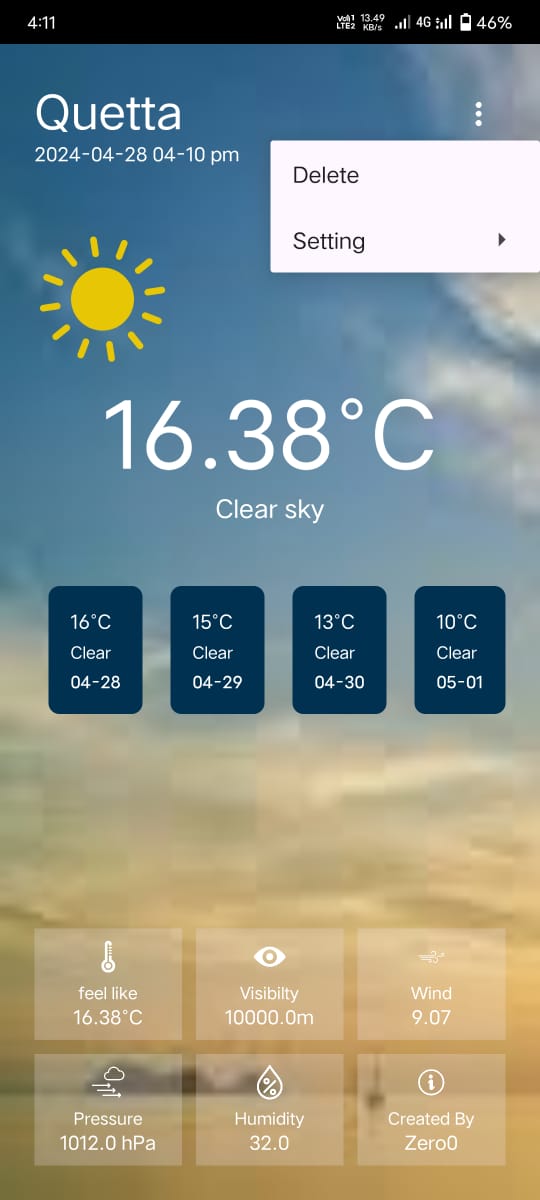 4:11
Vo1 LTE2 13.49 KB/s 4G 46%
Quetta
2024-04-28 04-10 pm
Delete
Setting
16.38°C
Clear sky
16°C 15°C 13°C 10°C
Clear Clear Clear Clear
04-28 04-29 04-30 05-01
feel like Visibilty Wind
16.38°C 10000.0m 9.07
Pressure Humidity Created By
1012.0 hPa 32.0 Zero0